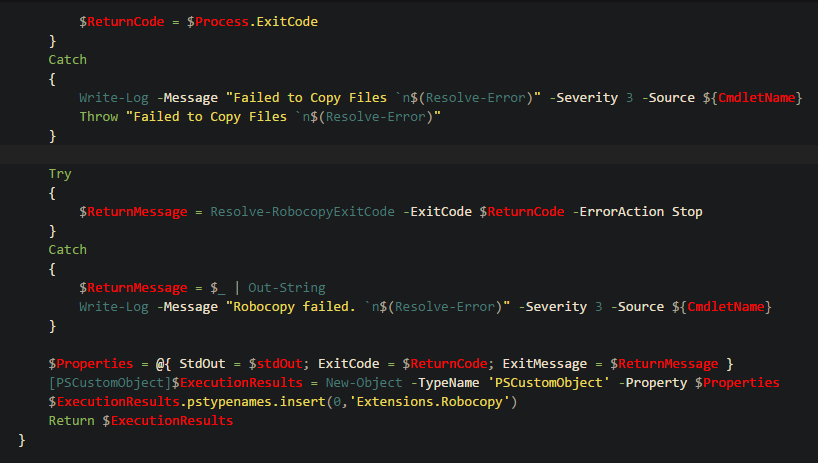 $ReturnCode = $Process.ExitCode
}
Catch
{
Write-Log -Message "Failed to Copy Files `n$(Resolve-Error)" -Severity 3 -Source ${CmdletName}
Throw "Failed to Copy Files `n$(Resolve-Error)"
}
Try
{
$ReturnMessage = Resolve-RobocopyExitCode -ExitCode $ReturnCode -ErrorAction Stop
}
Catch
{
$ReturnMessage = $_ | Out-String
Write-Log -Message "Robocopy failed. `n$(Resolve-Error)" -Severity 3 -Source ${CmdletName}
}
$Properties = @{ StdOut = $stdOut; ExitCode = $ReturnCode; ExitMessage = $ReturnMessage }
[PSCustomObject]$ExecutionResults = New-Object -TypeName 'PSCustomObject' -Property $Properties
$ExecutionResults.pstypenames.insert(0,'Extensions.Robocopy')
Return $ExecutionResults
}